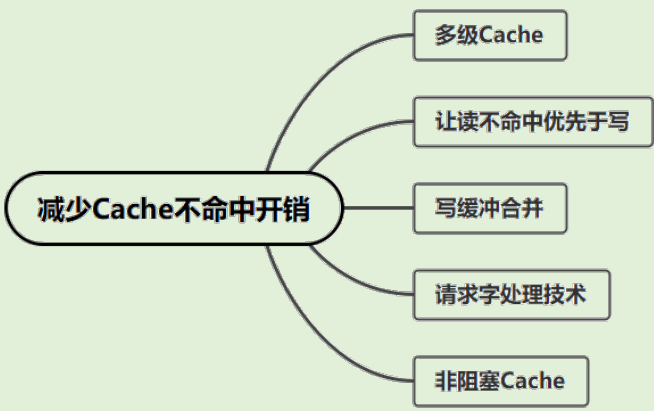 多级Cache
让读不命中优先于写
减少Cache不命中开销
写缓冲合并
请求字处理技术
非阻塞Cache